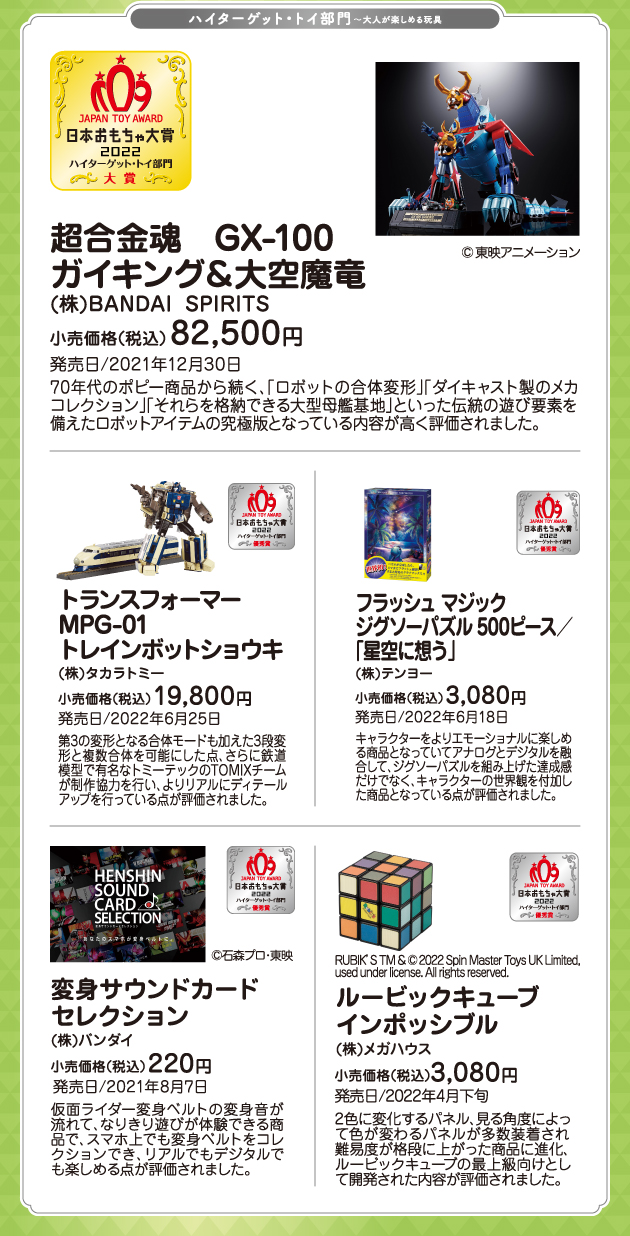 ハイターゲット・トイ部門～大人が楽しめる玩具
JAPAN TOY AWARD
日本おもちゃ大賞
2022
ハイターゲット・トイ部門
大賞
©東映アニメーション
超合金魂　GX-100
ガイキング&大空魔竜
(株)BANDAI SPIRITS
小売価格(税込)82,500円
発売日/2021年12月30日
70年代のポピー商品から続く、「ロボットの合体変形」「ダイキャスト製のメカ
コレクション」「それらを格納できる大型母艦基地」といった伝統の遊び要素を
備えたロボットアイテムの究極版となっている内容が高く評価されました。
JAPAN TOY AWARD
日本おもちゃ大賞
2022
ハイターゲット・トイ部門
優秀賞
トランスフォーマー
MPG-01
トレインボットショウキ
(株)タカラトミー
小売価格(税込)19,800円
発売日/2022年6月25日
第3の変形となる合体モードも加えた3段変
形と複数合体を可能にした点、さらに鉄道
模型で有名なトミーテックのTOMIXチーム
が制作協力を行い、よりリアルにディテール
アップを行っている点が評価されました。
JAPAN TOY AWARD
日本おもちゃ大賞
2022
ハイターゲット・トイ部門
優秀賞
フラッシュ マジック
ジグソーパズル 500ピース／
「星空に想う」
(株)テンヨー
小売価格(税込)3,080円
発売日/2022年6月18日
キャラクターをよりエモーショナルに楽しめ
る商品となっていてアナログとデジタルを融
合して、ジグソーパズルを組み上げた達成感
だけでなく、キャラクターの世界観を付加し
た商品となっている点が評価されました。
HENSHIN
SOUND
CARD
SELECTION
あなたのスマホが変身ベルトに。
JAPAN TOY AWARD
日本おもちゃ大賞
2022
ハイターゲット・トイ部門
優秀賞
©石森プロ・東映
変身サウンドカード
セレクション
(株)バンダイ
小売価格(税込)220円
発売日/2021年8月7日
仮面ライダー変身ベルトの変身音が
流れて、なりきり遊びが体験できる商
品で、スマホ上でも変身ベルトをコレ
クションでき、リアルでもデジタルで
も楽しめる点が評価されました。
JAPAN TOY AWARD
日本おもちゃ大賞
2022
ハイターゲット・トイ部門
優秀賞
RUBIK'S TM & © 2022 Spin Master Toys UK Limited,
used under license. All rights reserved.
ルービックキューブ
インポッシブル
(株)メガハウス
小売価格(税込)3,080円
発売日/2022年4月下旬
2色に変化するパネル、見る角度によっ
て色が変わるパネルが多数装着され
難易度が格段に上がった商品に進化、
ルービックキューブの最上級向けとし
て開発された内容が評価されました。